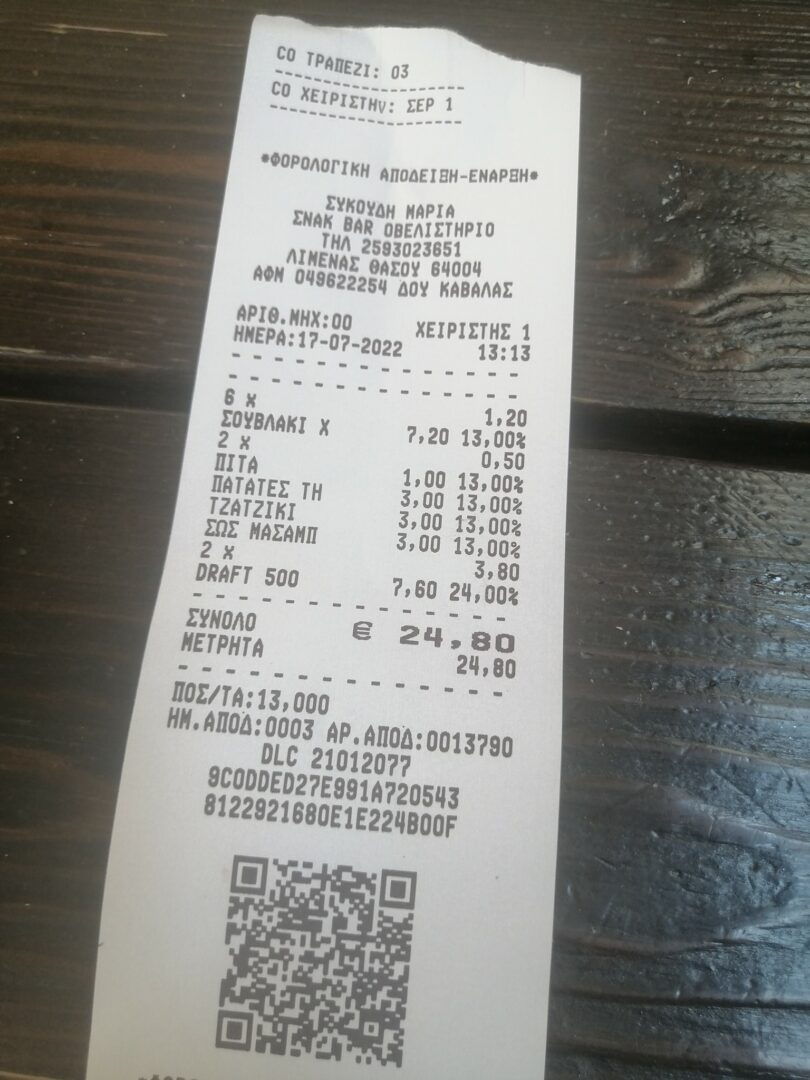 CO ΤΡΑΠΕΖΙ: 03
CO ΧΕΙΡΙΣΤΗV: ΣΕΡ 1
*ΦΟΡΟΛΟΓΙΚΗ ΑΠΟΔΕΙΞΗ-ΕΝΑΡΞΗ*
ΣΥΚΟΥΔΗ ΜΑΡΙΑ
ΣΝΑΚ BAR ΟΒΕΛΙΣΤΗΡΙΟ
ΤΗΛ 2593023651
ΛΙΜΕΝΑΣ ΘΑΣΟΥ 64004
ΑΦΜ 049622254 ΔΟΥ ΚΑΒΑΛΑΣ
ΑΡΙΘ.ΜΗΧ:00 ΧΕΙΡΙΣΤΗΣ 1
ΗΜΕΡΑ:17-07-2022 13:13
6 x 1,20
ΣΟΥΒΛΑΚΙ Χ 7,20 13,00%
2 x 0,50
ΠΙΤΑ 1,00 13,00%
ΠΑΤΑΤΕΣ ΤΗ 3,00 13,00%
ΤΖΑΤΖΙΚΙ 3,00 13,00%
ΣΩΣ ΜΑΣΑΜΠ 3,00 13,00%
2 x 3,80
DRAFT 500 7,60 24,00%
ΣΥΝΟΛΟ € 24,80
ΜΕΤΡΗΤΑ 24,80
ΠΟΣ/ΤΑ:13,000
ΗΜ.ΑΠΟΔ:0003 ΑΡ.ΑΠΟΔ:0013790
DLC 21012077
9C0DDED27E991A720543
8122921680E1E224B00F